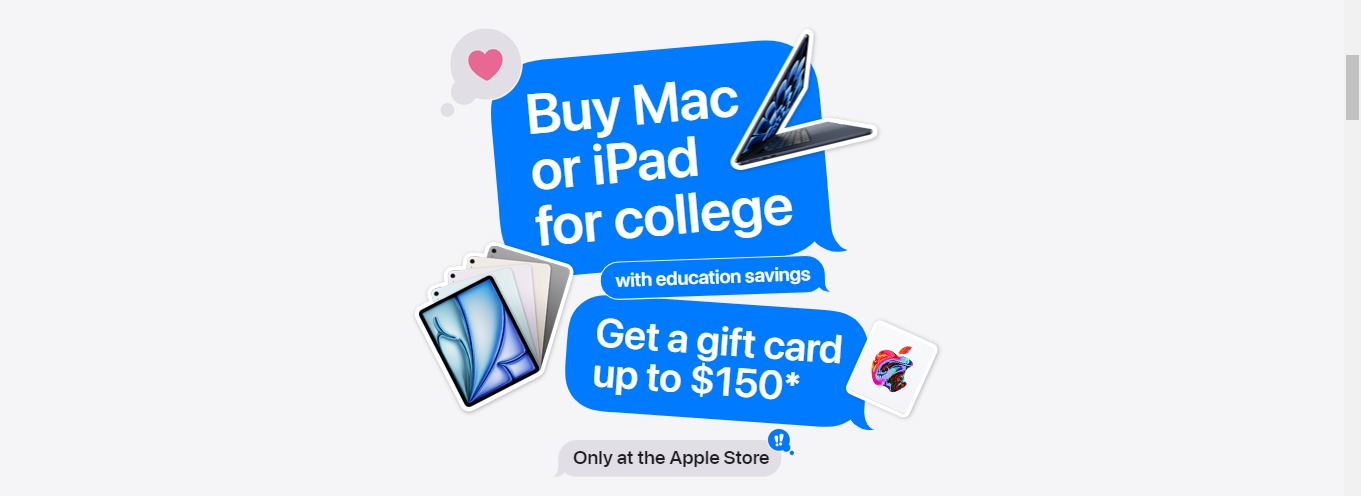 Buy Mac
or iPad
for college
with education savings
Get a gift card
up to $150*
Only at the Apple Store
!!